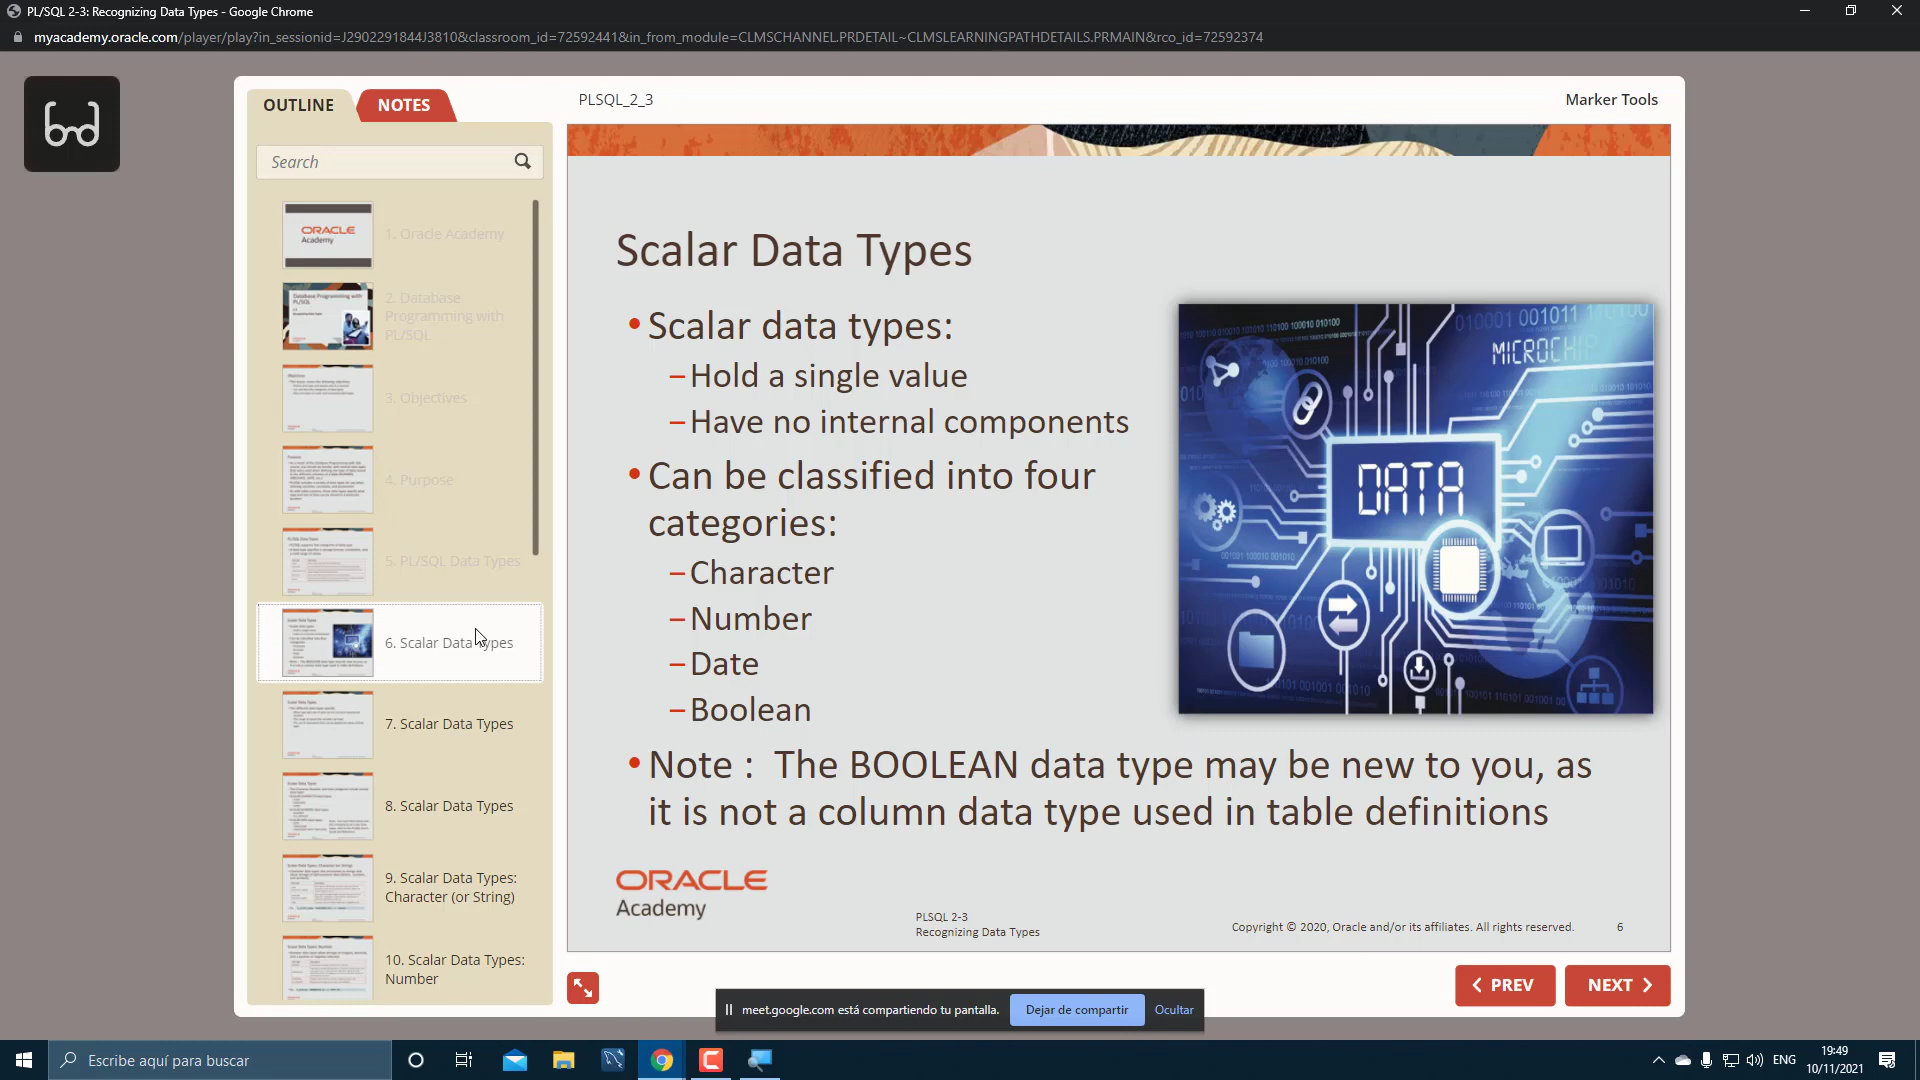 PL/SQL 2-3: Recognizing Data Types - Google Chrome
myacademy.oracle.com/player/play?in_sessionid=J2902291844J3810&classroom_id=72592441&in_from_module=CLMSCHANNEL.PRDETAIL~CLMSLEARNINGPATHDETAILS.PRMAIN&rco_id=72592374
OUTLINE
NOTES
Search
ORACLE
Academy
1. Oracle Academy
Database Programming with
PL/SQL
2. Database
Programming with
PL/SQL
3. Objectives
4. Purpose
5. PL/SQL Data Types
6. Scalar Data Types
7. Scalar Data Types
8. Scalar Data Types
9. Scalar Data Types:
Character (or String)
10. Scalar Data Types:
Number
PLSQL_2_3
Marker Tools
Scalar Data Types
•Scalar data types:
–Hold a single value
–Have no internal components
•Can be classified into four
categories:
–Character
–Number
–Date
–Boolean
•Note : The BOOLEAN data type may be new to you, as
it is not a column data type used in table definitions
MICROCHIP
DATA
ORACLE
Academy
PLSQL 2-3
Recognizing Data Types
Copyright © 2020, Oracle and/or its affiliates. All rights reserved.
6
PREV
NEXT
meet.google.com está compartiendo tu pantalla.
Dejar de compartir
Ocultar
Escribe aquí para buscar
ENG
19:49
10/11/2021